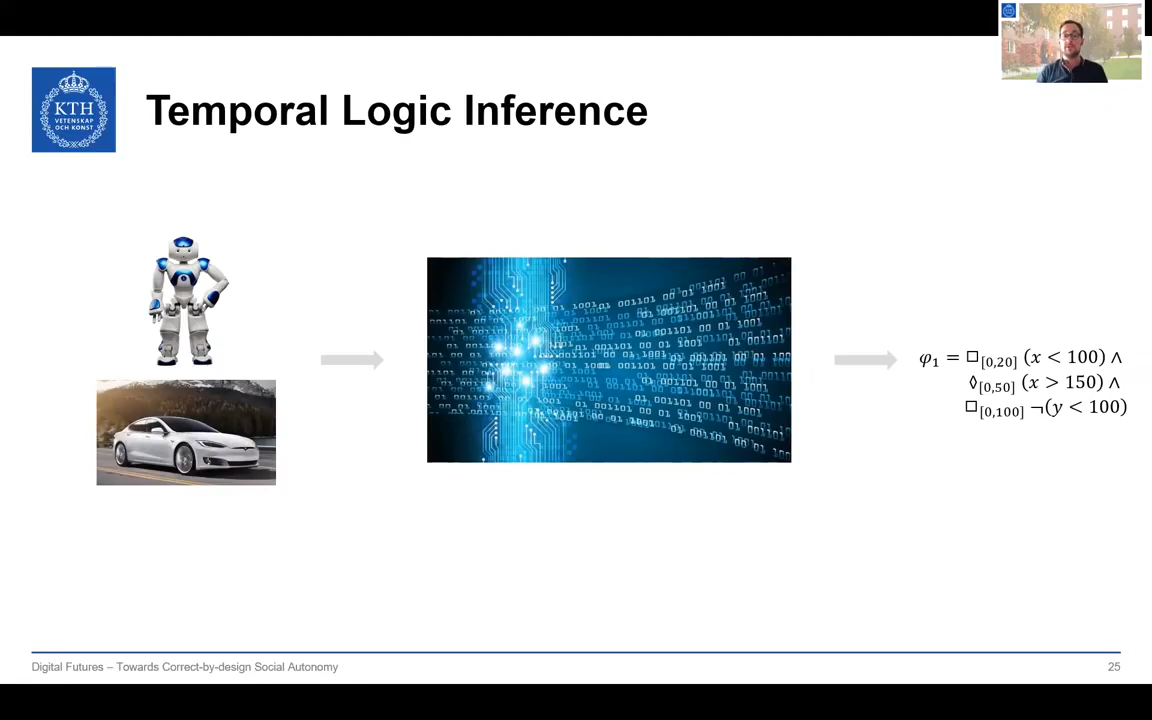 KTH
VETENSKAP
OCH KONST
Temporal Logic Inference
φ₁ = □[0,20] (x < 100) ∧
◊[0,50] (x > 150) ∧
□[0,100] ¬(y < 100)
Digital Futures – Towards Correct-by-design Social Autonomy
25